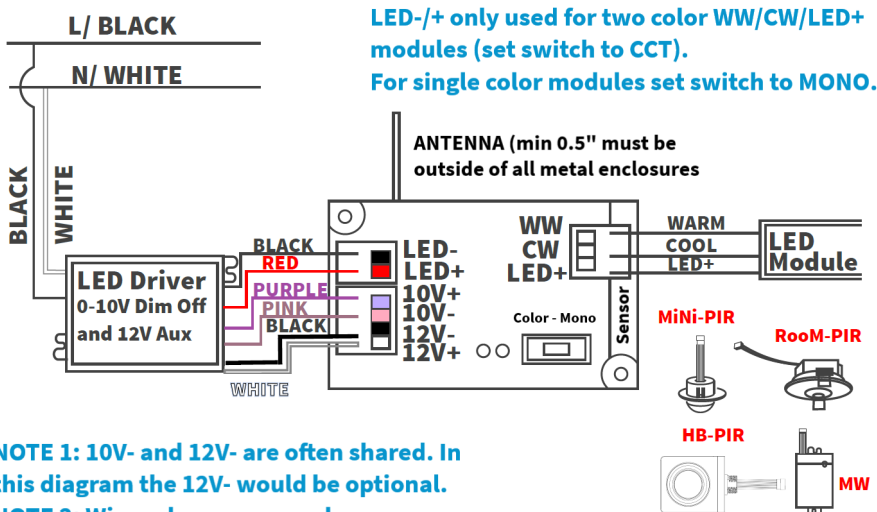 L/ BLACK
N/ WHITE
LED-/+ only used for two color WW/CW/LED+
modules (set switch to CCT).
For single color modules set switch to MONO.
ANTENNA (min 0.5" must be
outside of all metal enclosures
BLACK
WHITE
LED Driver
0-10V Dim Off
and 12V Aux
BLACK
RED
PURPLE
PINK
BLACK
WHITE
LED-
LED+
10V+
10V-
12V-
12V+
WW
CW
LED+
Color - Mono
Sensor
WARM
COOL
LED+
LED
Module
MiNi-PIR
RooM-PIR
HB-PIR
MW
NOTE 1: 10V- and 12V- are often shared. In
this diagram the 12V- would be optional.